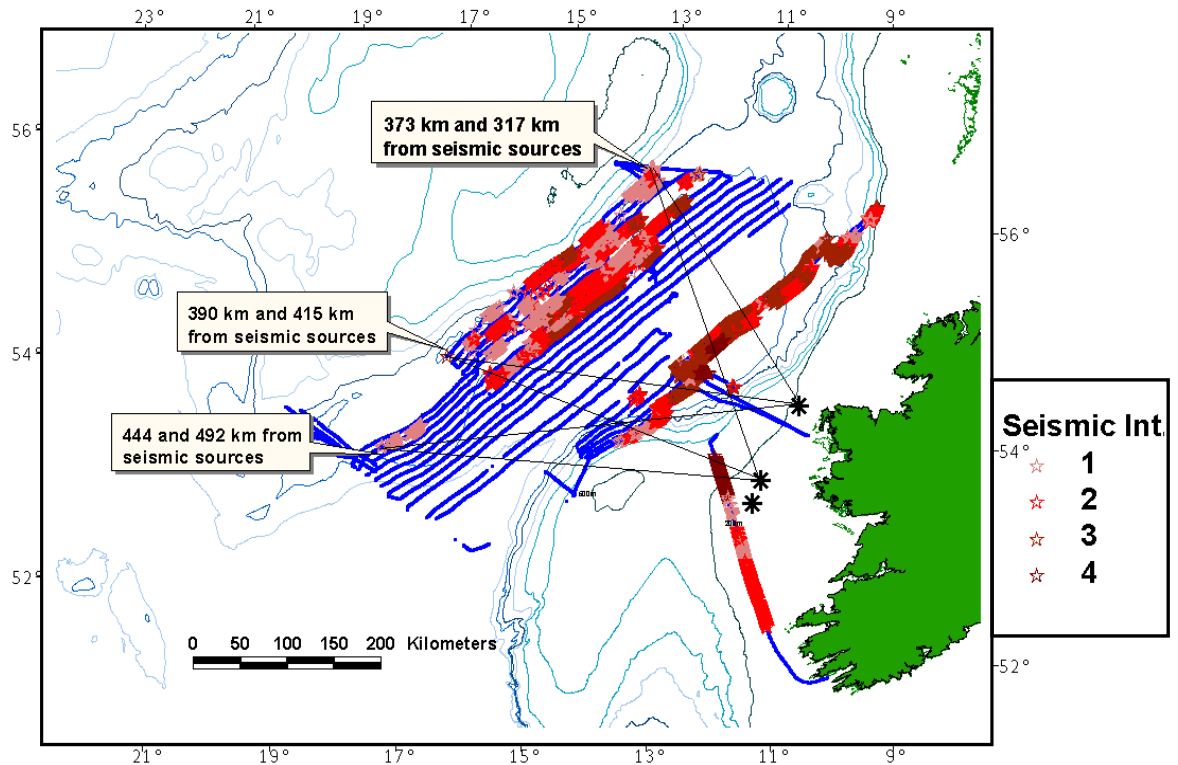 23° 21° 19° 17° 15° 13° 11° 9°
56°
373 km and 317 km
from seismic sources
56°
390 km and 415 km
from seismic sources
54°
444 and 492 km from
seismic sources
Seismic Int.
54°
1
2
3
4
600m
200m
52°
0 50 100 150 200 Kilometers
52°
21° 19° 17° 15° 13° 11° 9°